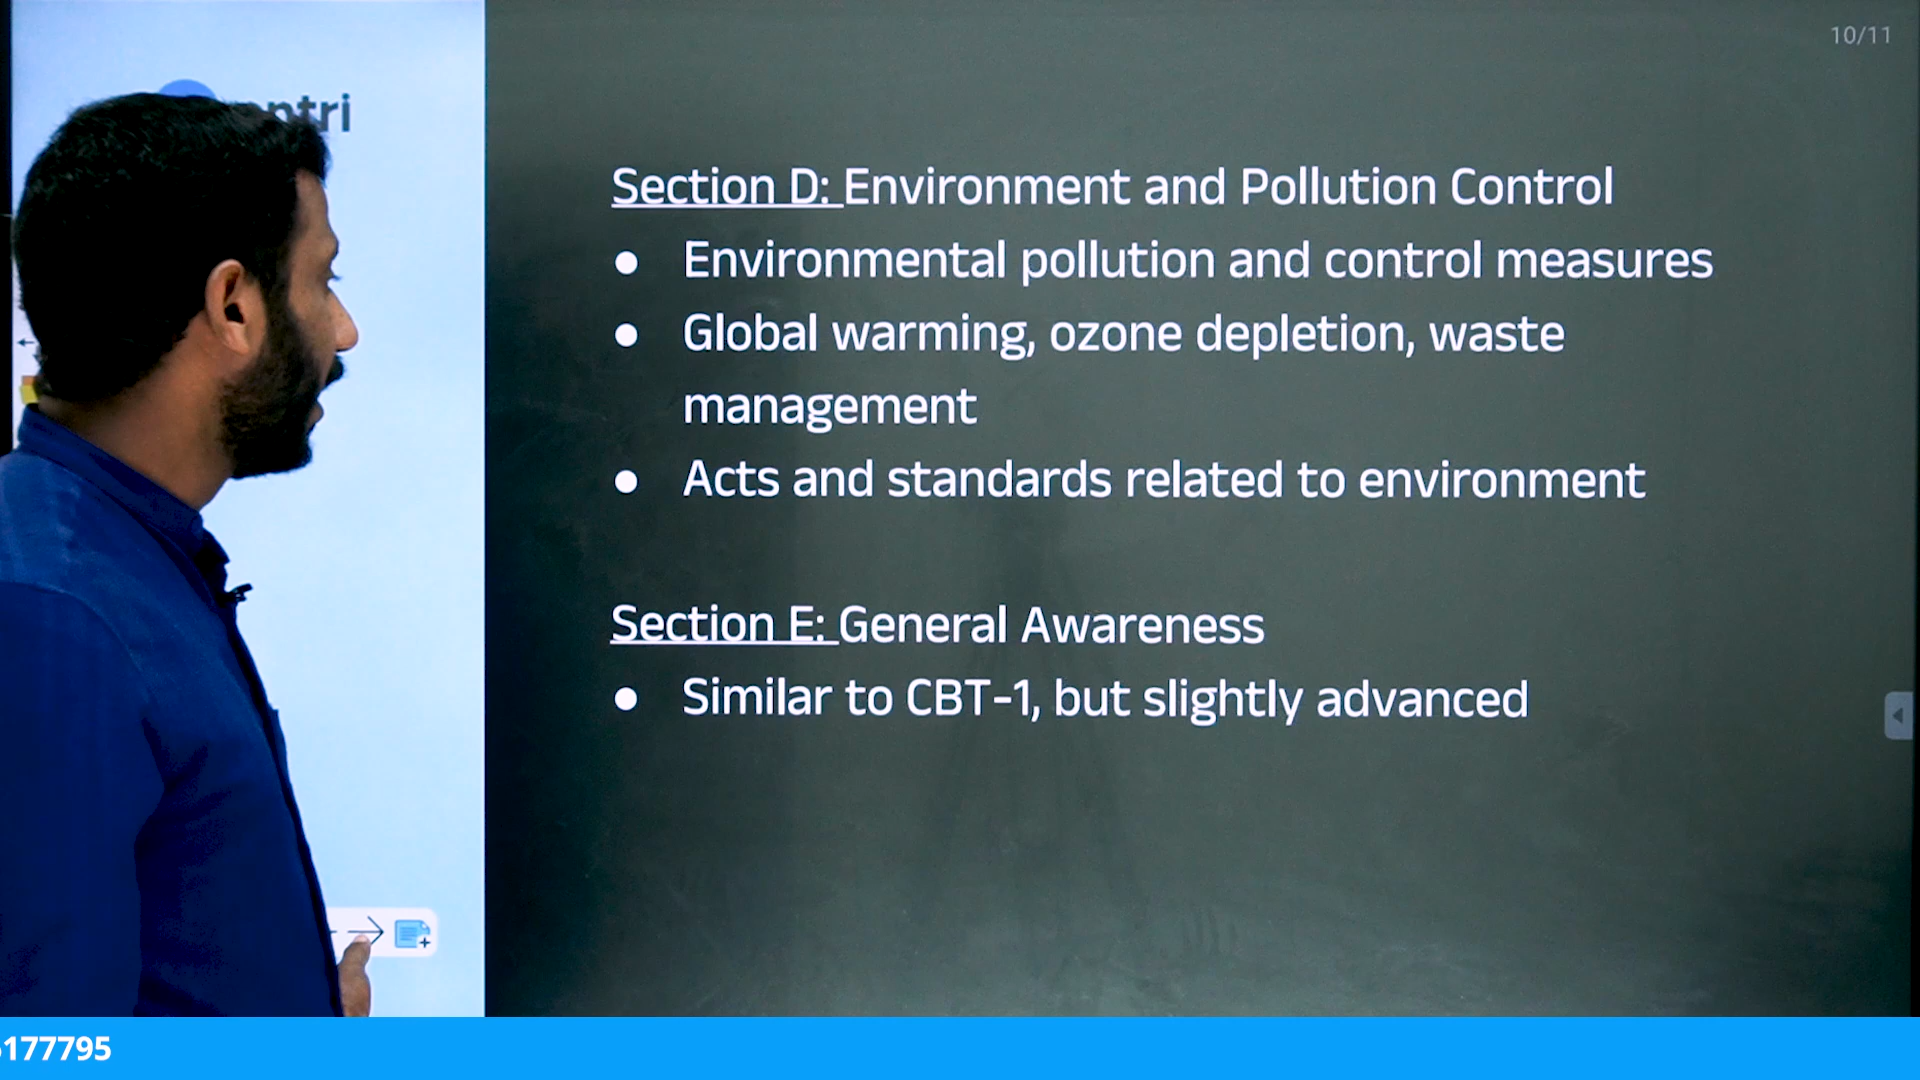 10/11
Section D: Environment and Pollution Control
● Environmental pollution and control measures
● Global warming, ozone depletion, waste
management
● Acts and standards related to environment
Section E: General Awareness
● Similar to CBT-1, but slightly advanced
177795